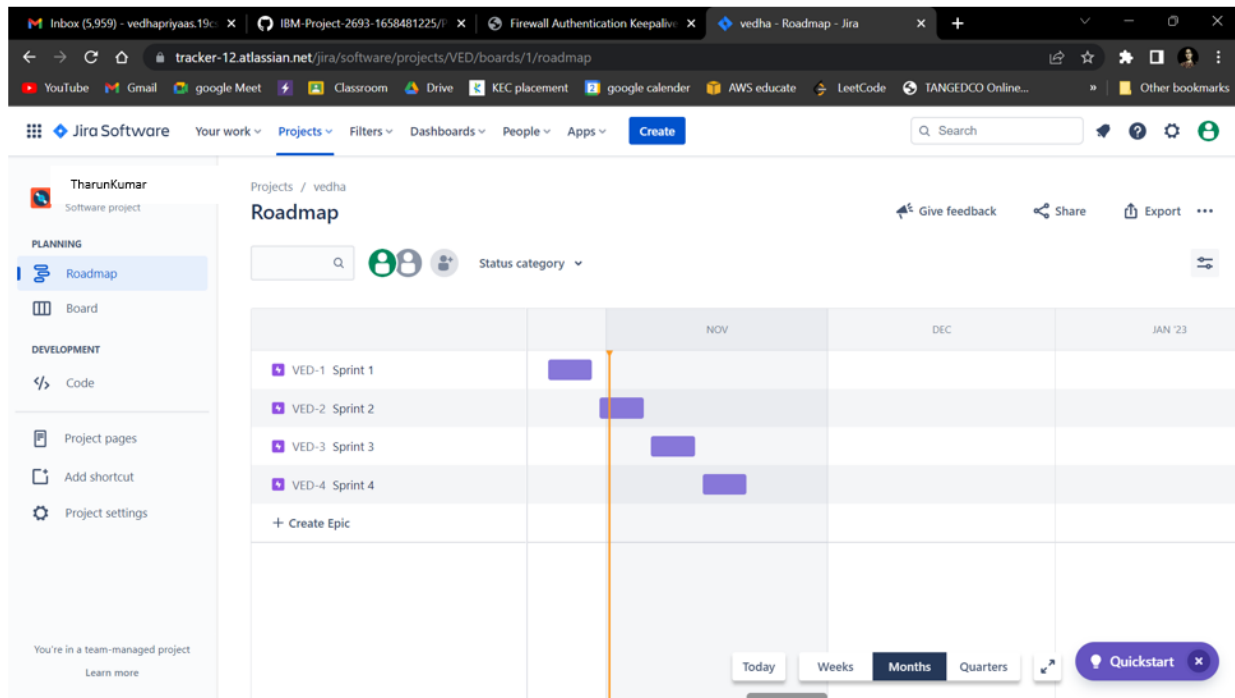 Inbox (5,959) - vedhapriyaas.19cs
IBM-Project-2693-1658481225/P
Firewall Authentication Keepalive
vedha - Roadmap - Jira
tracker-12.atlassian.net/jira/software/projects/VED/boards/1/roadmap
YouTube Gmail google Meet Classroom Drive KEC placement google calender AWS educate LeetCode TANGEDCO Online... » Other bookmarks
Jira Software Your work Projects Filters Dashboards People Apps Create Search
TharunKumar
Software project
Projects / vedha
Roadmap
Give feedback Share Export
PLANNING
Roadmap
Board
DEVELOPMENT
Code
Project pages
Add shortcut
Project settings
Status category
NOV DEC JAN '23
VED-1 Sprint 1
VED-2 Sprint 2
VED-3 Sprint 3
VED-4 Sprint 4
+ Create Epic
You're in a team-managed project
Learn more
Today Weeks Months Quarters
Quickstart